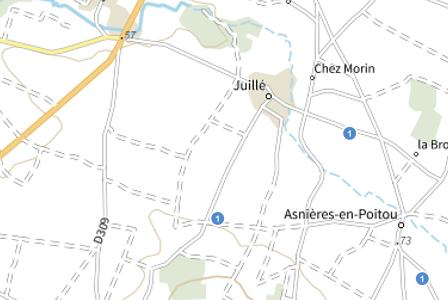 57
Chez Morin
Juillé
1
la Bro
1
Asnières-en-Poitou
D309
73
1